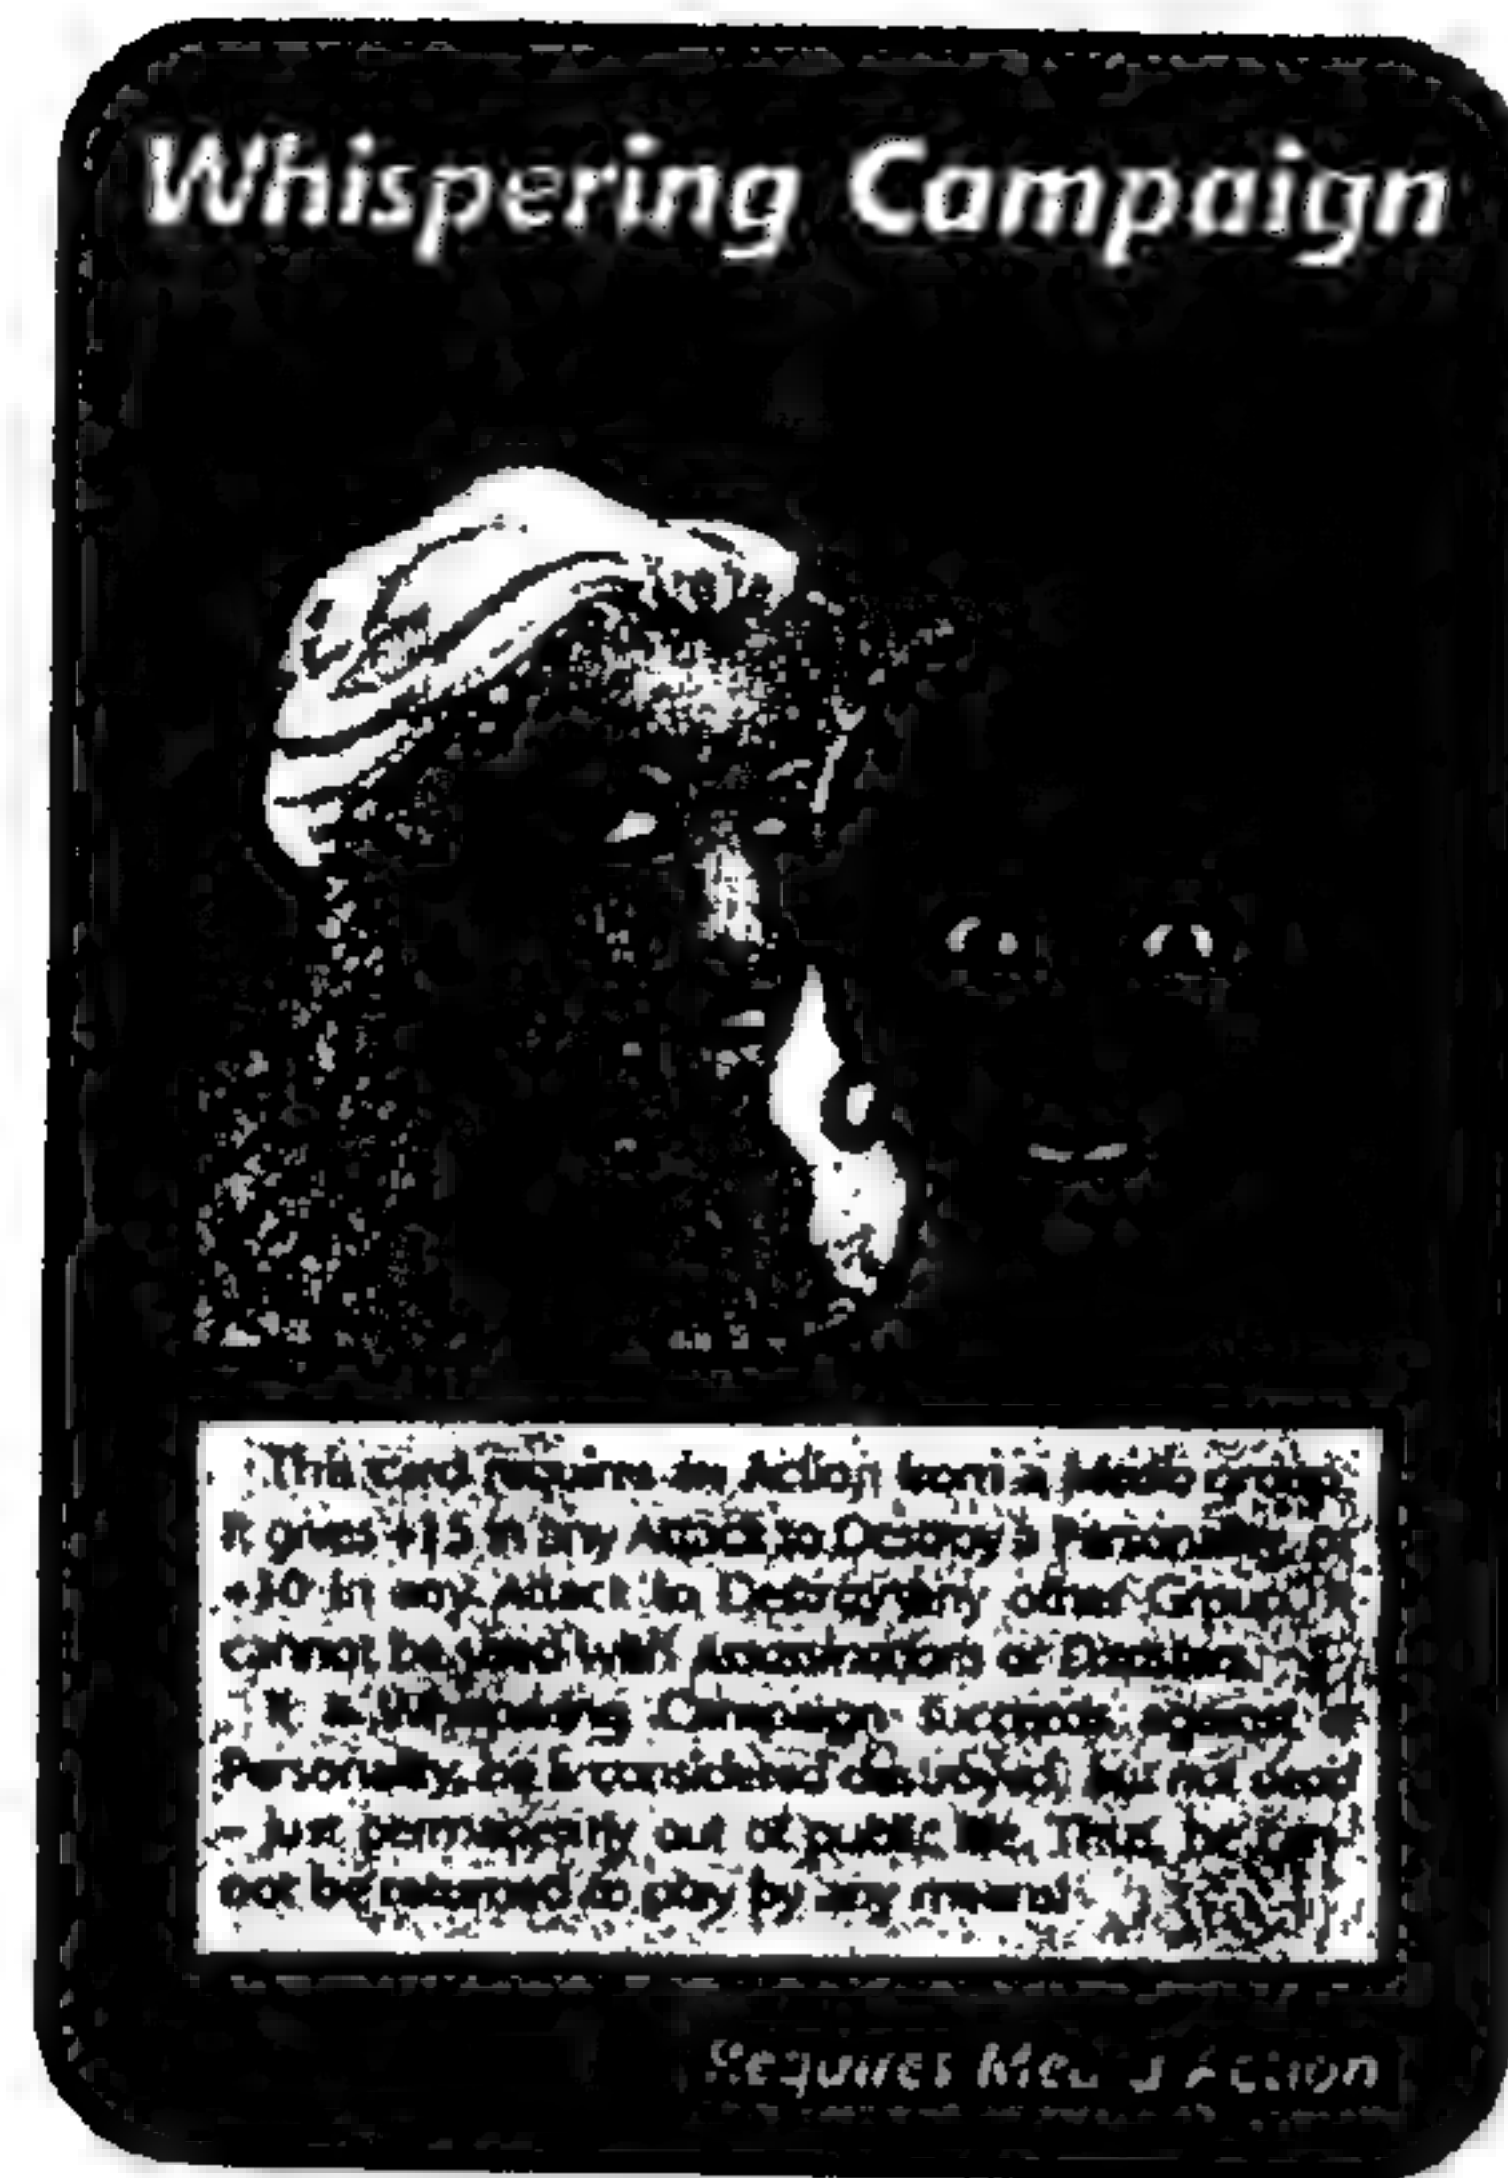 Whispering Campaign
This card requires an Action from a Media group.
It gives +15 in any Attack to Destroy a Personality, or
+10 in any Attack to Destroy any other Group. It
cannot be used with Assassinations or Disasters.
If a Whispering Campaign succeeds against a
Personality, he is considered destroyed, but not dead
– just permanently out of public life. Thus, he can-
not be returned to play by any means!
Requires Media Action